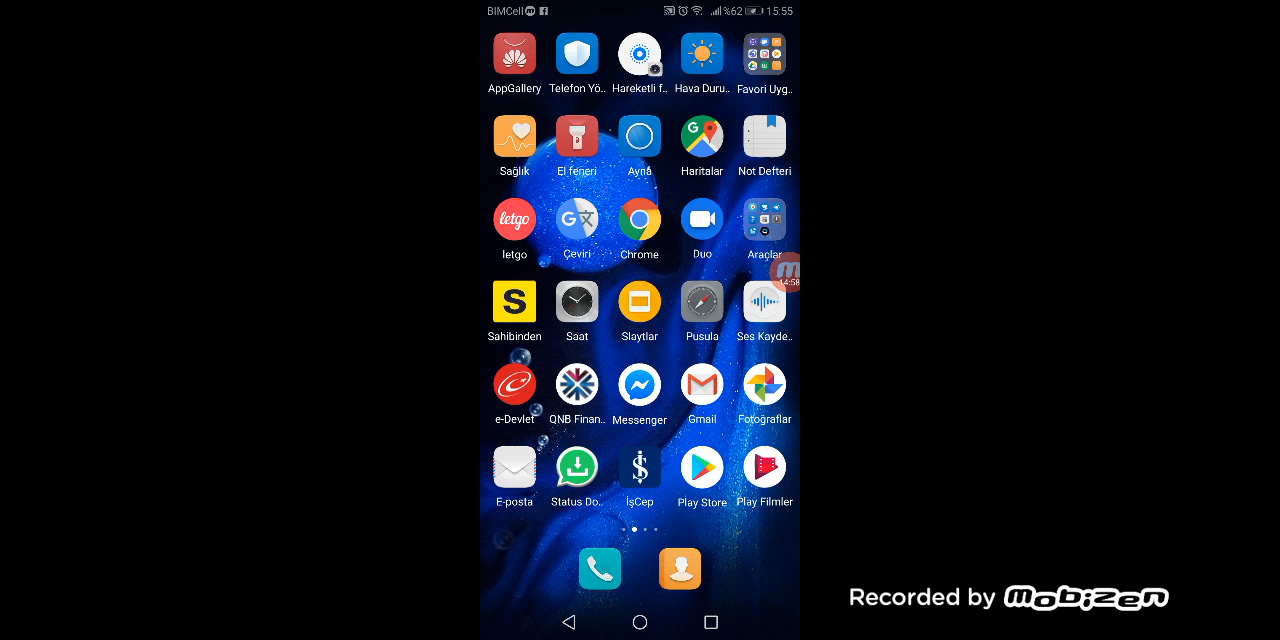 BIMCell %62 15:55
AppGallery Telefon Yö.. Hareketli f.. Hava Duru.. Favori Uyg..
Sağlık El feneri Ayna Haritalar Not Defteri
letgo
letgo Çeviri Chrome Duo Araçlar
14:58
S
Sahibinden Saat Slaytlar Pusula Ses Kayde..
e-Devlet QNB Finan.. Messenger Gmail Fotoğraflar
E-posta Status Do.. İşCep Play Store Play Filmler
Recorded by mobizen